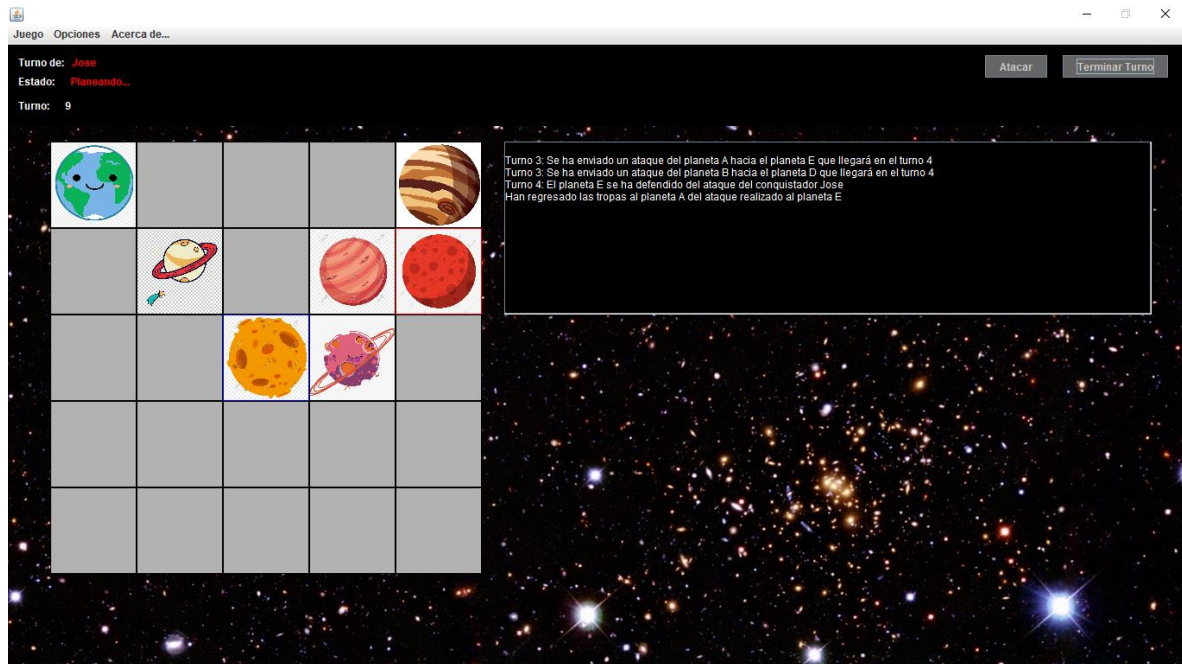 Juego Opciones Acerca de...
Turno de: Jose
Atacar
Terminar Turno
Estado: Planeando...
Turno: 9
Turno 3: Se ha enviado un ataque del planeta A hacia el planeta E que llegará en el turno 4
Turno 3: Se ha enviado un ataque del planeta B hacia el planeta D que llegará en el turno 4
Turno 4: El planeta E se ha defendido del ataque del conquistador Jose
Han regresado las tropas al planeta A del ataque realizado al planeta E